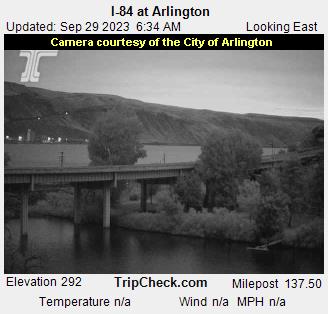 I-84 at Arlington
Updated: Sep 29 2023 6:34 AM Looking East
Camera courtesy of the City of Arlington
Elevation 292 TripCheck.com Milepost 137.50
Temperature n/a Wind n/a MPH n/a